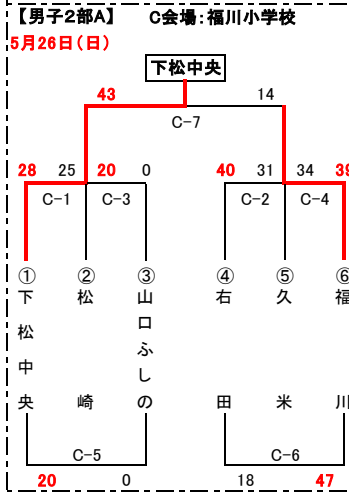 【男子2部A】 C会場:福川小学校
5月26日(日)
下松中央
43 14
C-7
28 25 20 0 40 31 34 39
C-1 C-3 C-2 C-4
① ② ③ ④ ⑤ ⑥
下松中央
松崎
山口ふしの
右田
久米
福川
C-5 C-6
20 0 18 47